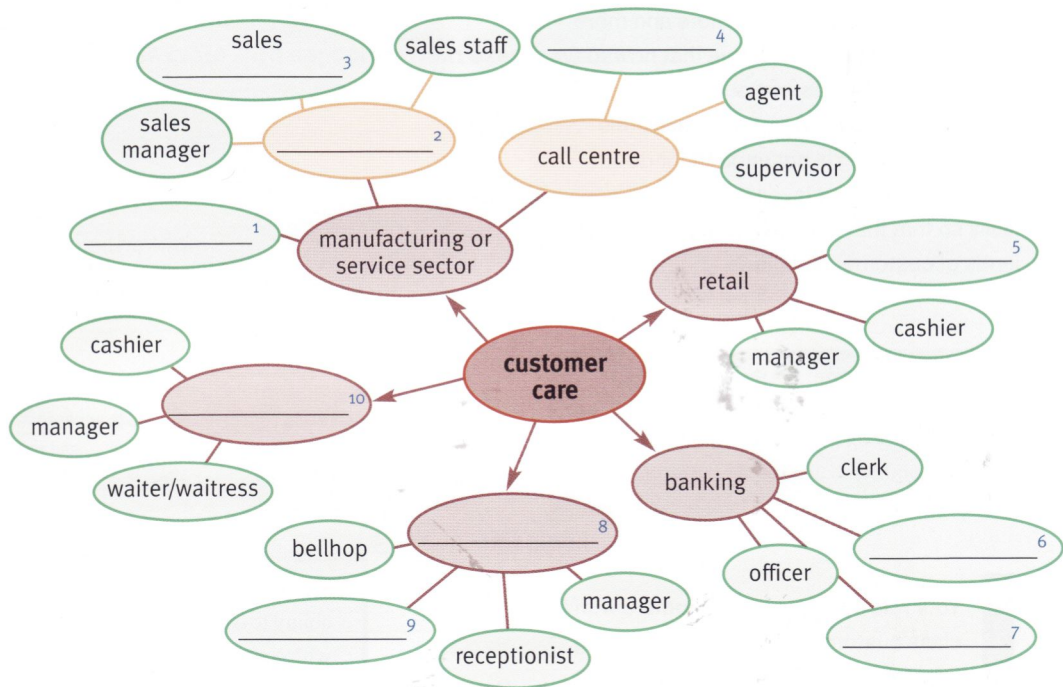 sales
3
sales staff
4
sales
manager
2
agent
call centre
supervisor
1
manufacturing or
service sector
5
retail
cashier
manager
customer
care
cashier
10
manager
waiter/waitress
clerk
banking
6
officer
7
8
bellhop
manager
9
receptionist